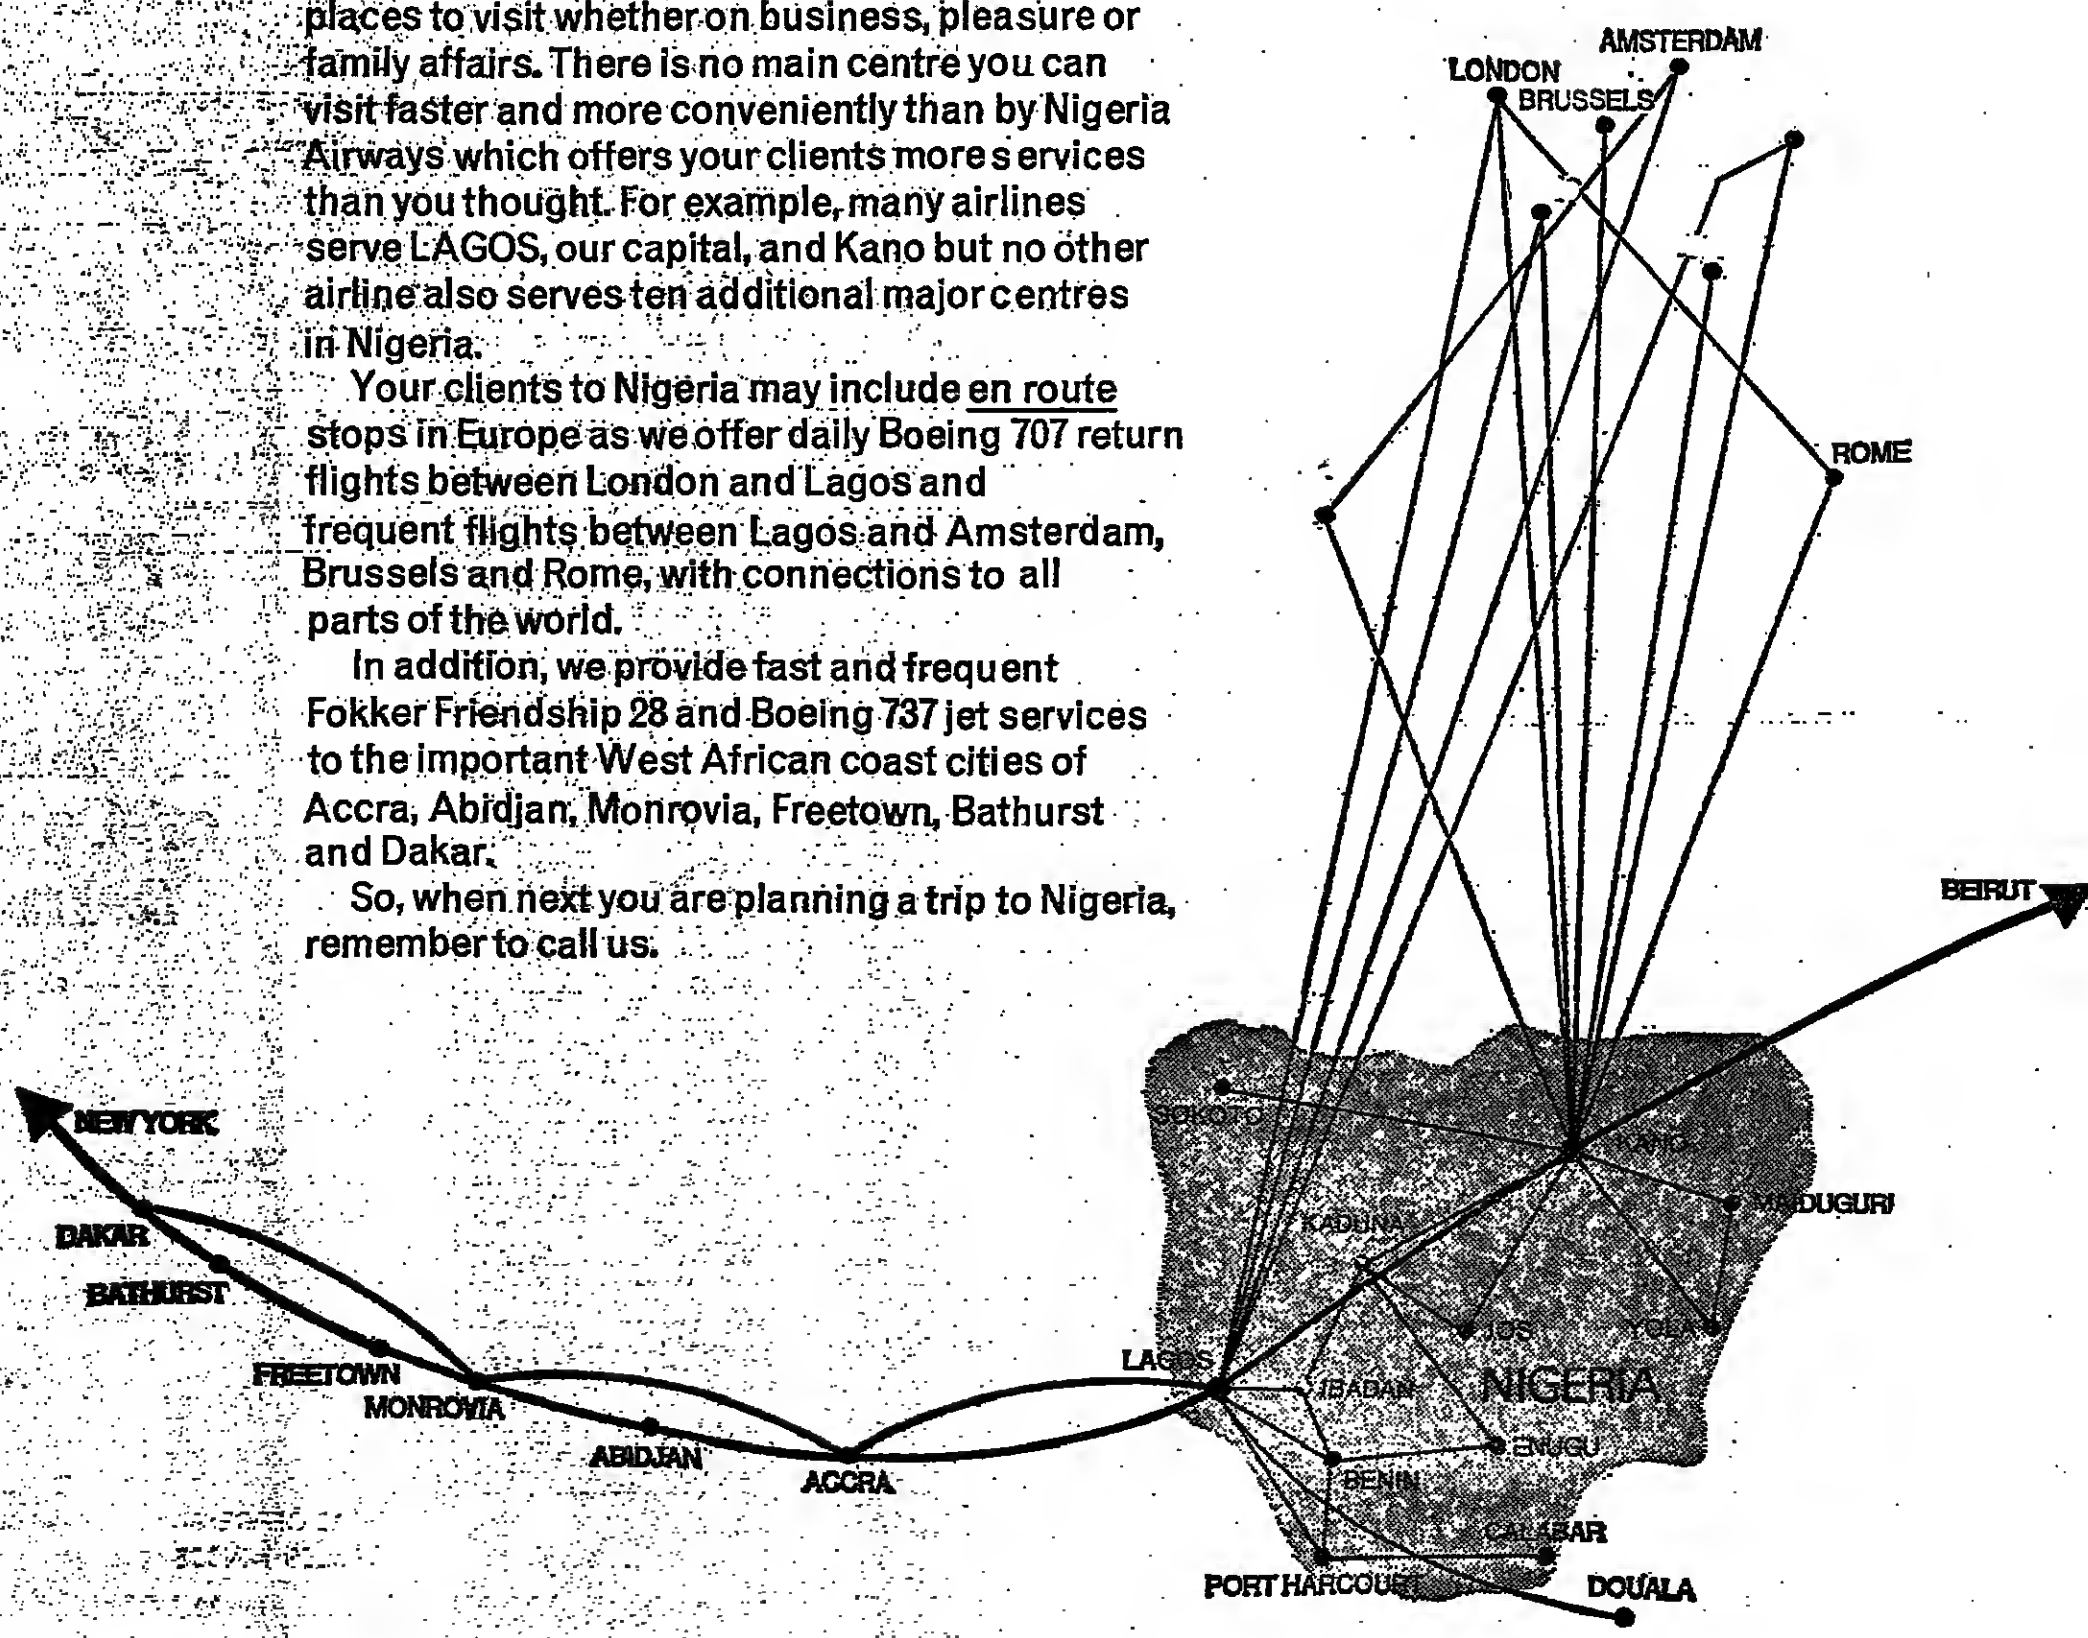 places to visit whether on business, pleasure or
family affairs. There is no main centre you can
visit faster and more conveniently than by Nigeria
Airways which offers your clients more services
than you thought. For example, many airlines
serve LAGOS, our capital, and Kano but no other
airline also serves ten additional major centres
in Nigeria.
Your clients to Nigeria may include en route
stops in Europe as we offer daily Boeing 707 return
flights between London and Lagos and
frequent flights between Lagos and Amsterdam,
Brussels and Rome, with connections to all
parts of the world.
In addition, we provide fast and frequent
Fokker Friendship 28 and Boeing 737 jet services
to the important West African coast cities of
Accra, Abidjan, Monrovia, Freetown, Bathurst
and Dakar.
So, when next you are planning a trip to Nigeria,
remember to call us.
AMSTERDAM
LONDON
BRUSSELS
ROME
BEIRUT
NEW YORK
DAKAR
BATHURST
FREETOWN
MONROVIA
ABIDJAN
ACCRA
LAGOS
SOKOTO
KANO
MAIDUGURI
KADUNA
JOS
YOLA
NIGERIA
IBADAN
ENUGU
BENIN
CALABAR
PORT HARCOURT
DOUALA